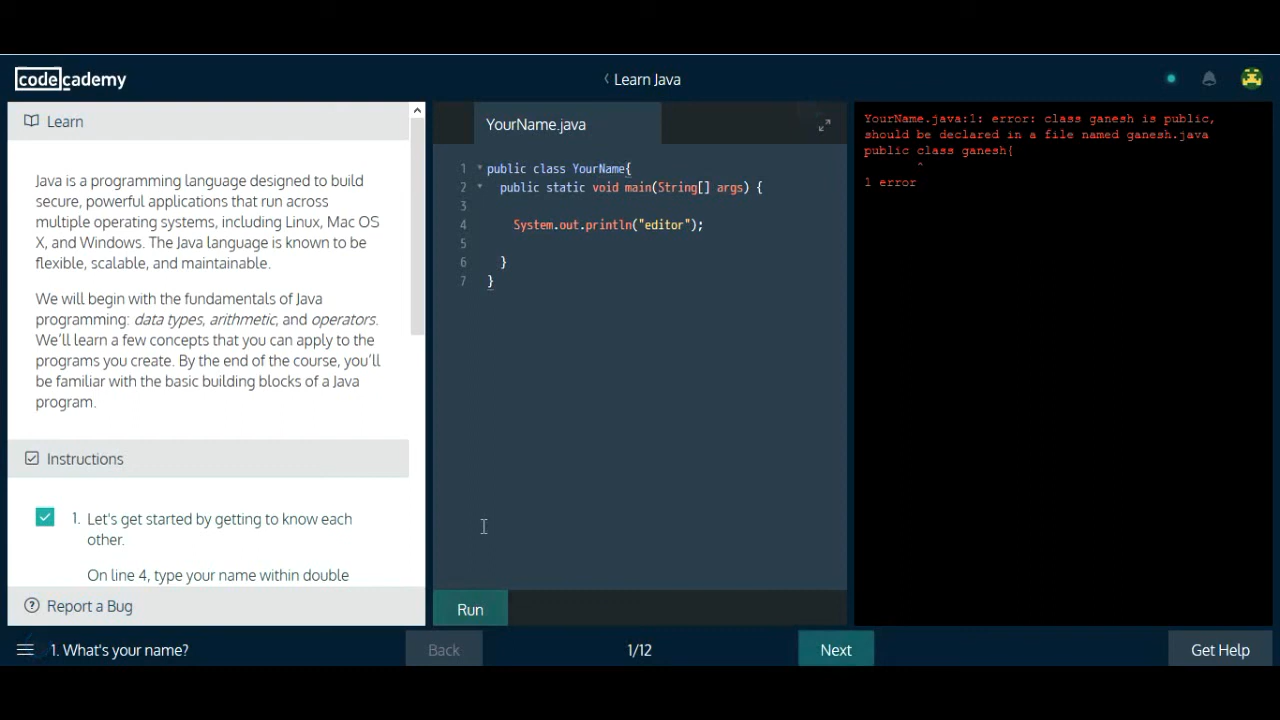 codecademy
Learn Java
Learn
Java is a programming language designed to build
secure, powerful applications that run across
multiple operating systems, including Linux, Mac OS
X, and Windows. The Java language is known to be
flexible, scalable, and maintainable.
We will begin with the fundamentals of Java
programming: data types, arithmetic, and operators.
We'll learn a few concepts that you can apply to the
programs you create. By the end of the course, you'll
be familiar with the basic building blocks of a Java
program.
Instructions
1. Let's get started by getting to know each
other.
On line 4, type your name within double
Report a Bug
YourName.java
1 public class YourName{
2 public static void main(String[] args) {
3
4 System.out.println("editor");
5
6 }
7 }
Run
YourName.java:1: error: class ganesh is public,
should be declared in a file named ganesh.java
public class ganesh{
^
1 error
1. What's your name?
Back
1/12
Next
Get Help